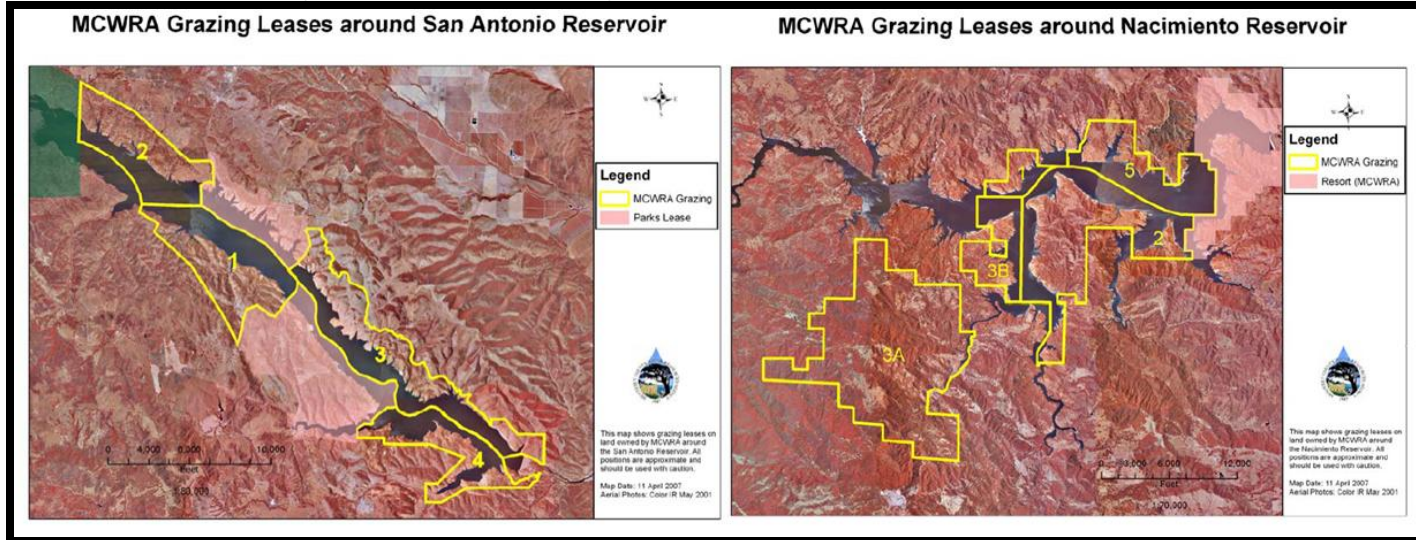 MCWRA Grazing Leases around San Antonio Reservoir
2
1
3
4
Legend
MCWRA Grazing
Parks Lease
10,000
Feet
1:80,000
This map shows grazing leases on
land owned by MCWRA around
the San Antonio Reservoir. All
positions are approximate and
should be used with caution.
Map Date: 11 April 2007
Aerial Photos: Color IR May 2001
MCWRA Grazing Leases around Nacimiento Reservoir
1
5
2
3B
3A
Legend
MCWRA Grazing
Resort (MCWRA)
12,000
Feet
1:70,000
This map shows grazing leases on
land owned by MCWRA around
the Nacimiento Reservoir. All
positions are approximate and
should be used with caution.
Map Date: 11 April 2007
Aerial Photos: Color IR May 2001